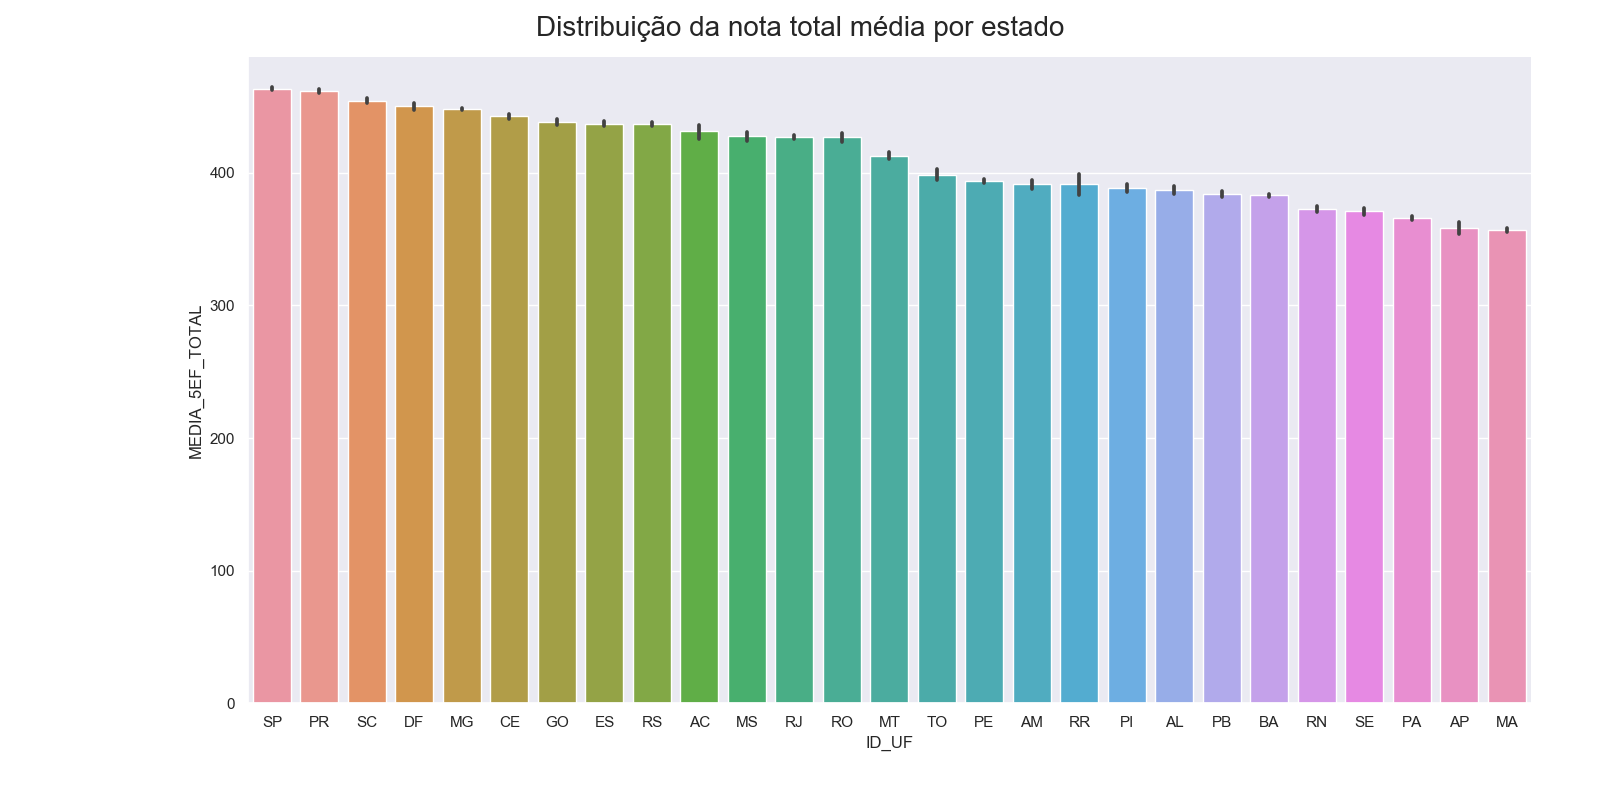 Distribuição da nota total média por estado
MEDIA_5EF_TOTAL
400
300
200
100
0
SP PR SC DF MG CE GO ES RS AC MS RJ RO MT TO PE AM RR PI AL PB BA RN SE PA AP MA
ID_UF